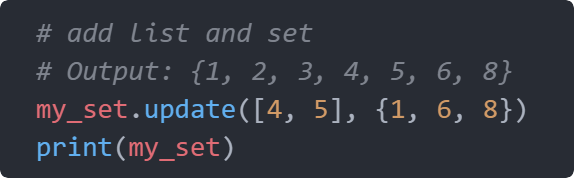 # add list and set
# Output: {1, 2, 3, 4, 5, 6, 8}
my_set.update([4, 5], {1, 6, 8})
print(my_set)